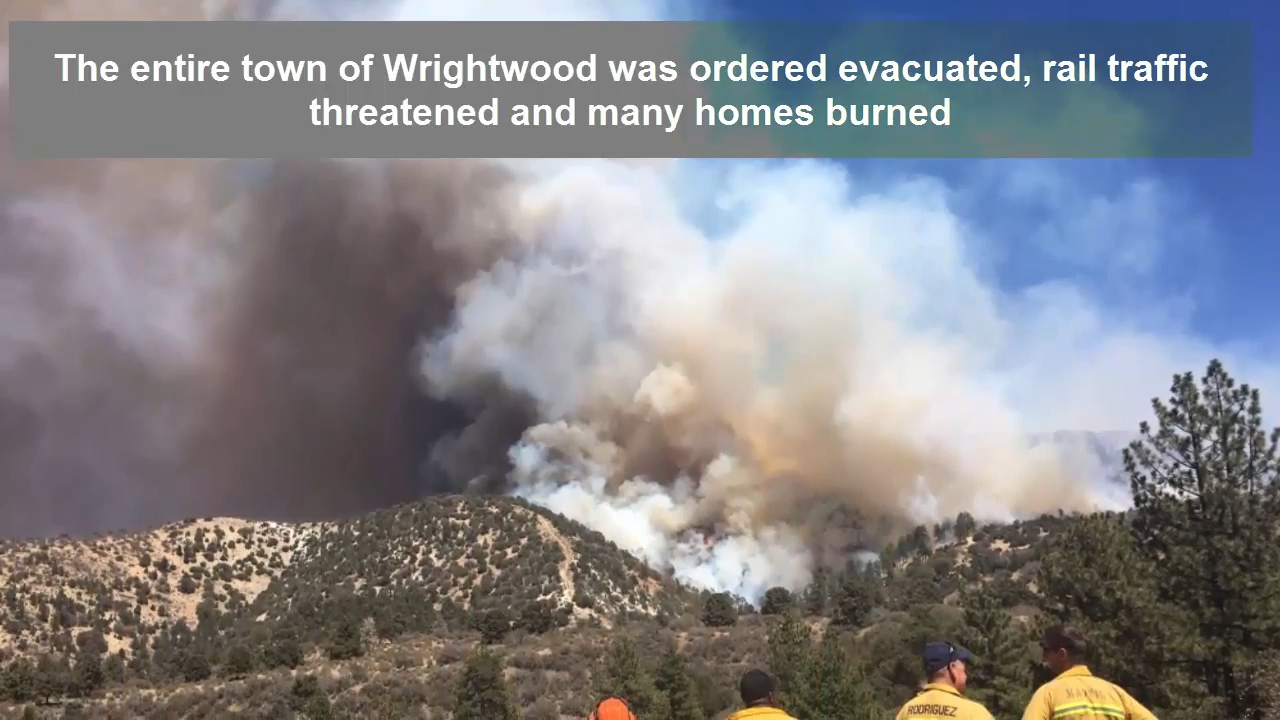 The entire town of Wrightwood was ordered evacuated, rail traffic
threatened and many homes burned
RODRIGUEZ